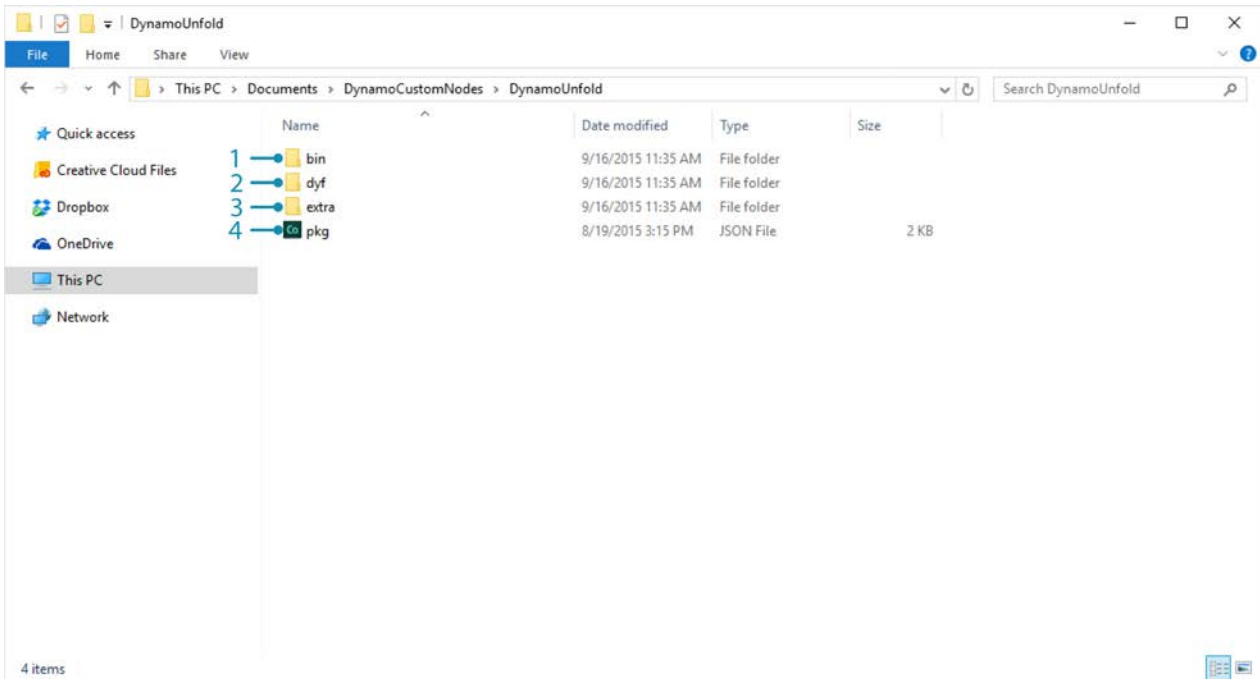 DynamoUnfold
File Home Share View
This PC > Documents > DynamoCustomNodes > DynamoUnfold
Search DynamoUnfold
Name Date modified Type Size
Quick access
Creative Cloud Files
Dropbox
OneDrive
This PC
Network
1 bin 9/16/2015 11:35 AM File folder
2 dyf 9/16/2015 11:35 AM File folder
3 extra 9/16/2015 11:35 AM File folder
4 Co pkg 8/19/2015 3:15 PM JSON File 2 KB
4 items